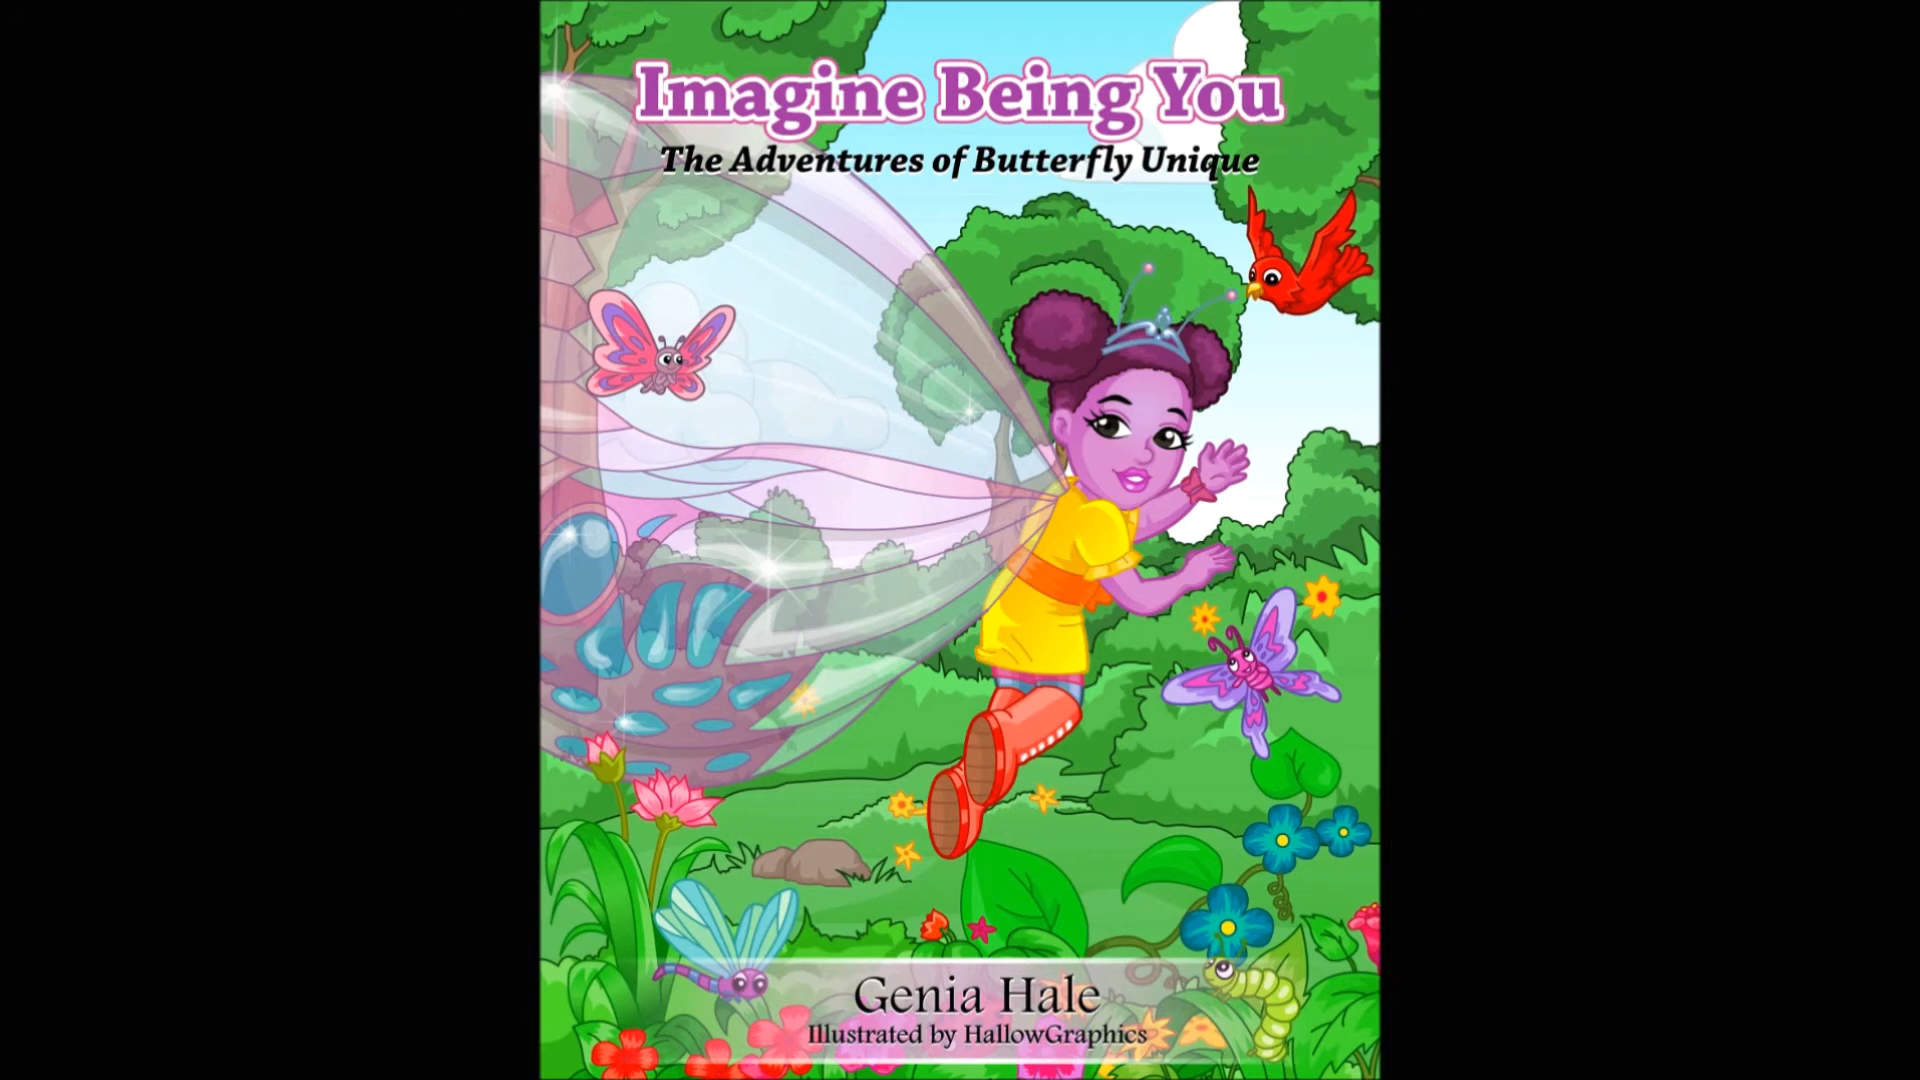 Imagine Being You
The Adventures of Butterfly Unique
Genia Hale
Illustrated by HallowGraphics